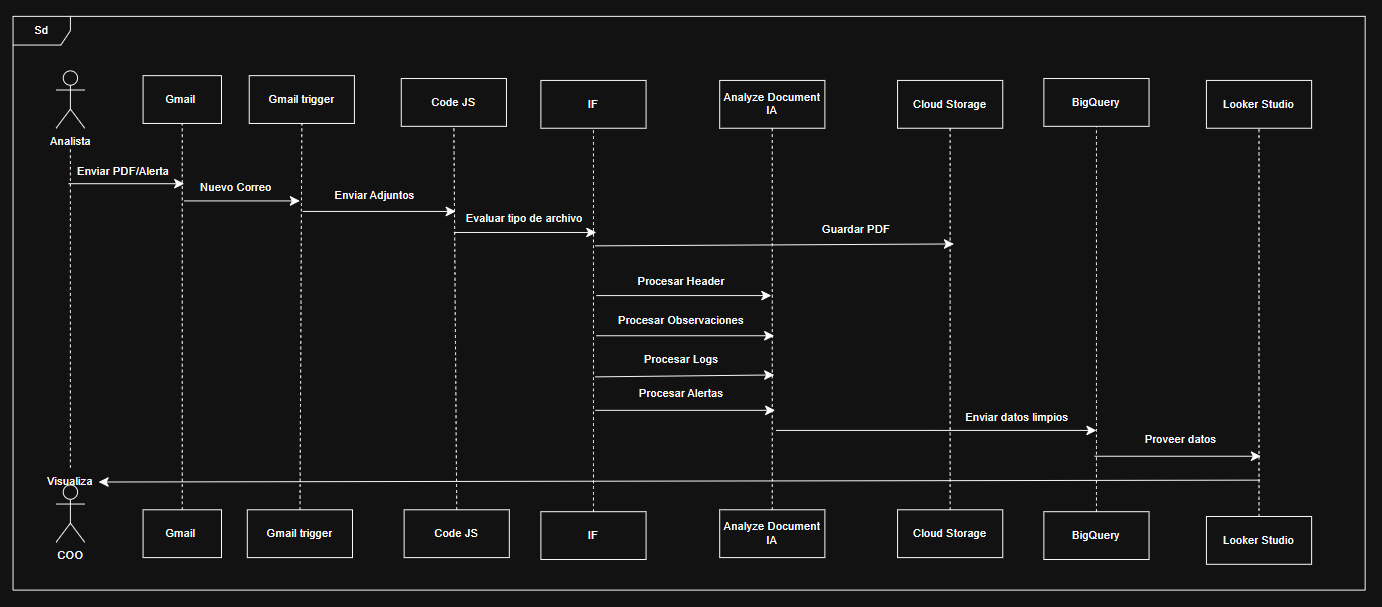 Sd
Analista
Gmail
Gmail trigger
Code JS
IF
Analyze Document
IA
Cloud Storage
BigQuery
Looker Studio
Enviar PDF/Alerta
Nuevo Correo
Enviar Adjuntos
Evaluar tipo de archivo
Guardar PDF
Procesar Header
Procesar Observaciones
Procesar Logs
Procesar Alertas
Enviar datos limpios
Proveer datos
Visualiza
COO
Gmail
Gmail trigger
Code JS
IF
Analyze Document
IA
Cloud Storage
BigQuery
Looker Studio